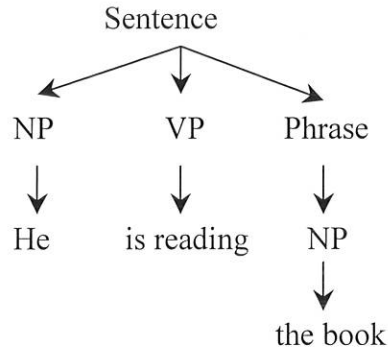 Sentence
NP VP Phrase
He is reading NP
the book